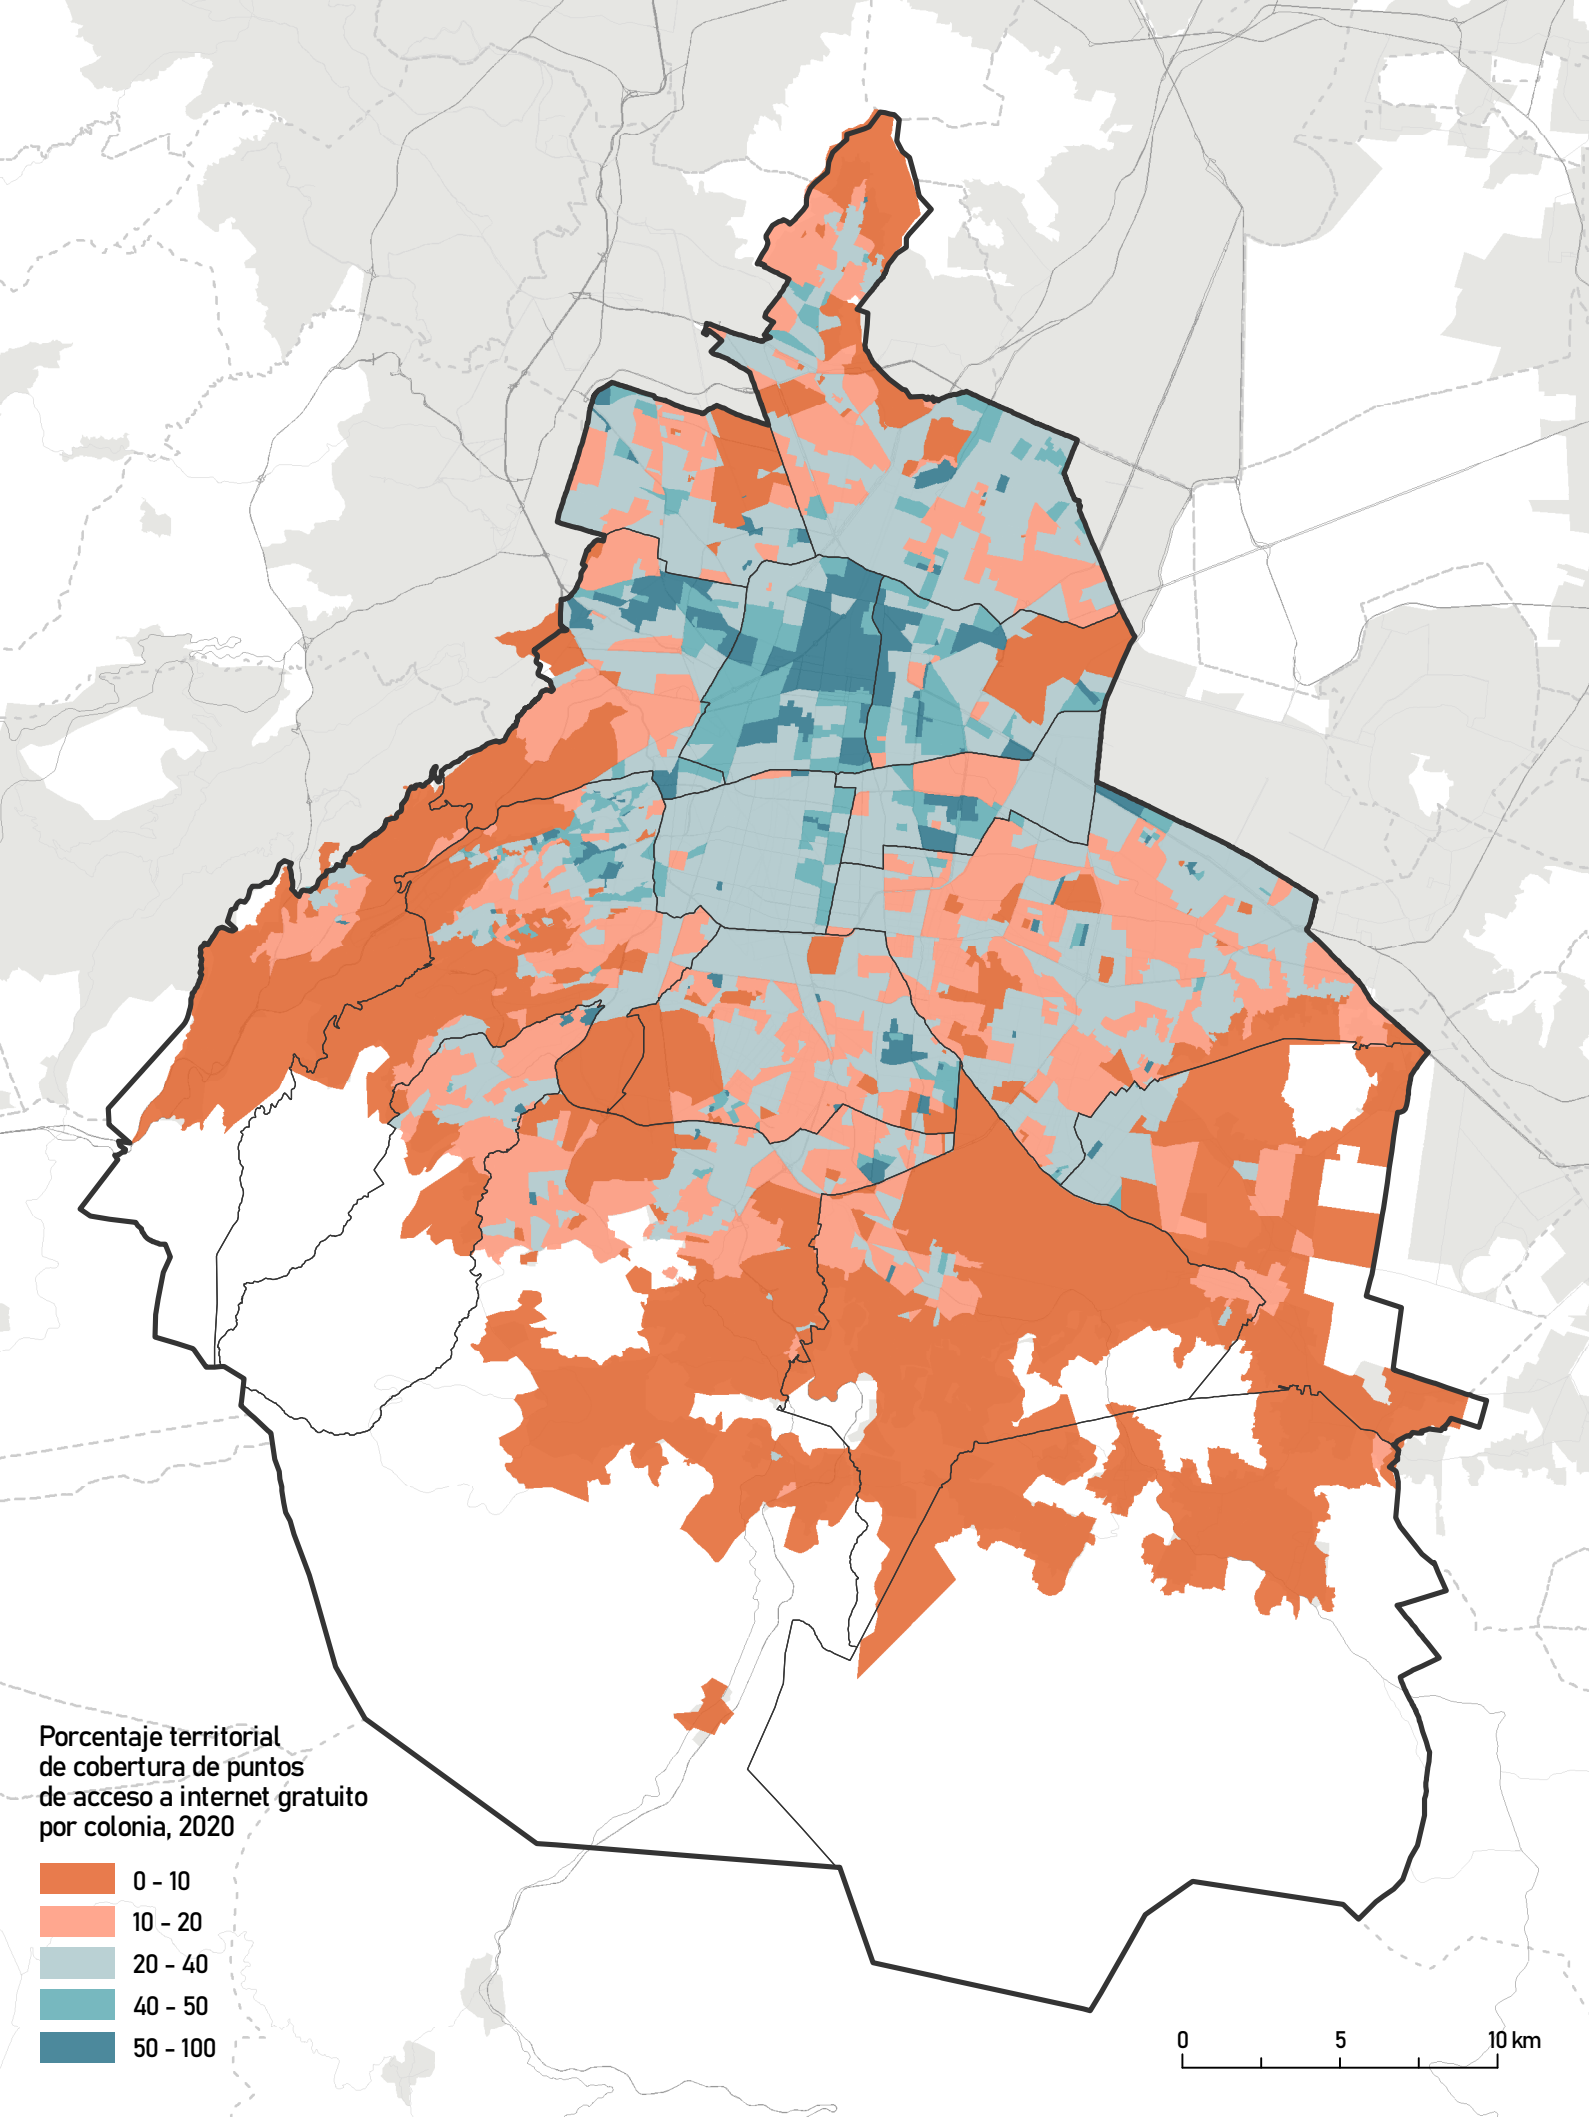 Porcentaje territorial
de cobertura de puntos
de acceso a internet gratuito
por colonia, 2020
0 - 10
10 - 20
20 - 40
40 - 50
50 - 100
0 5 10 km